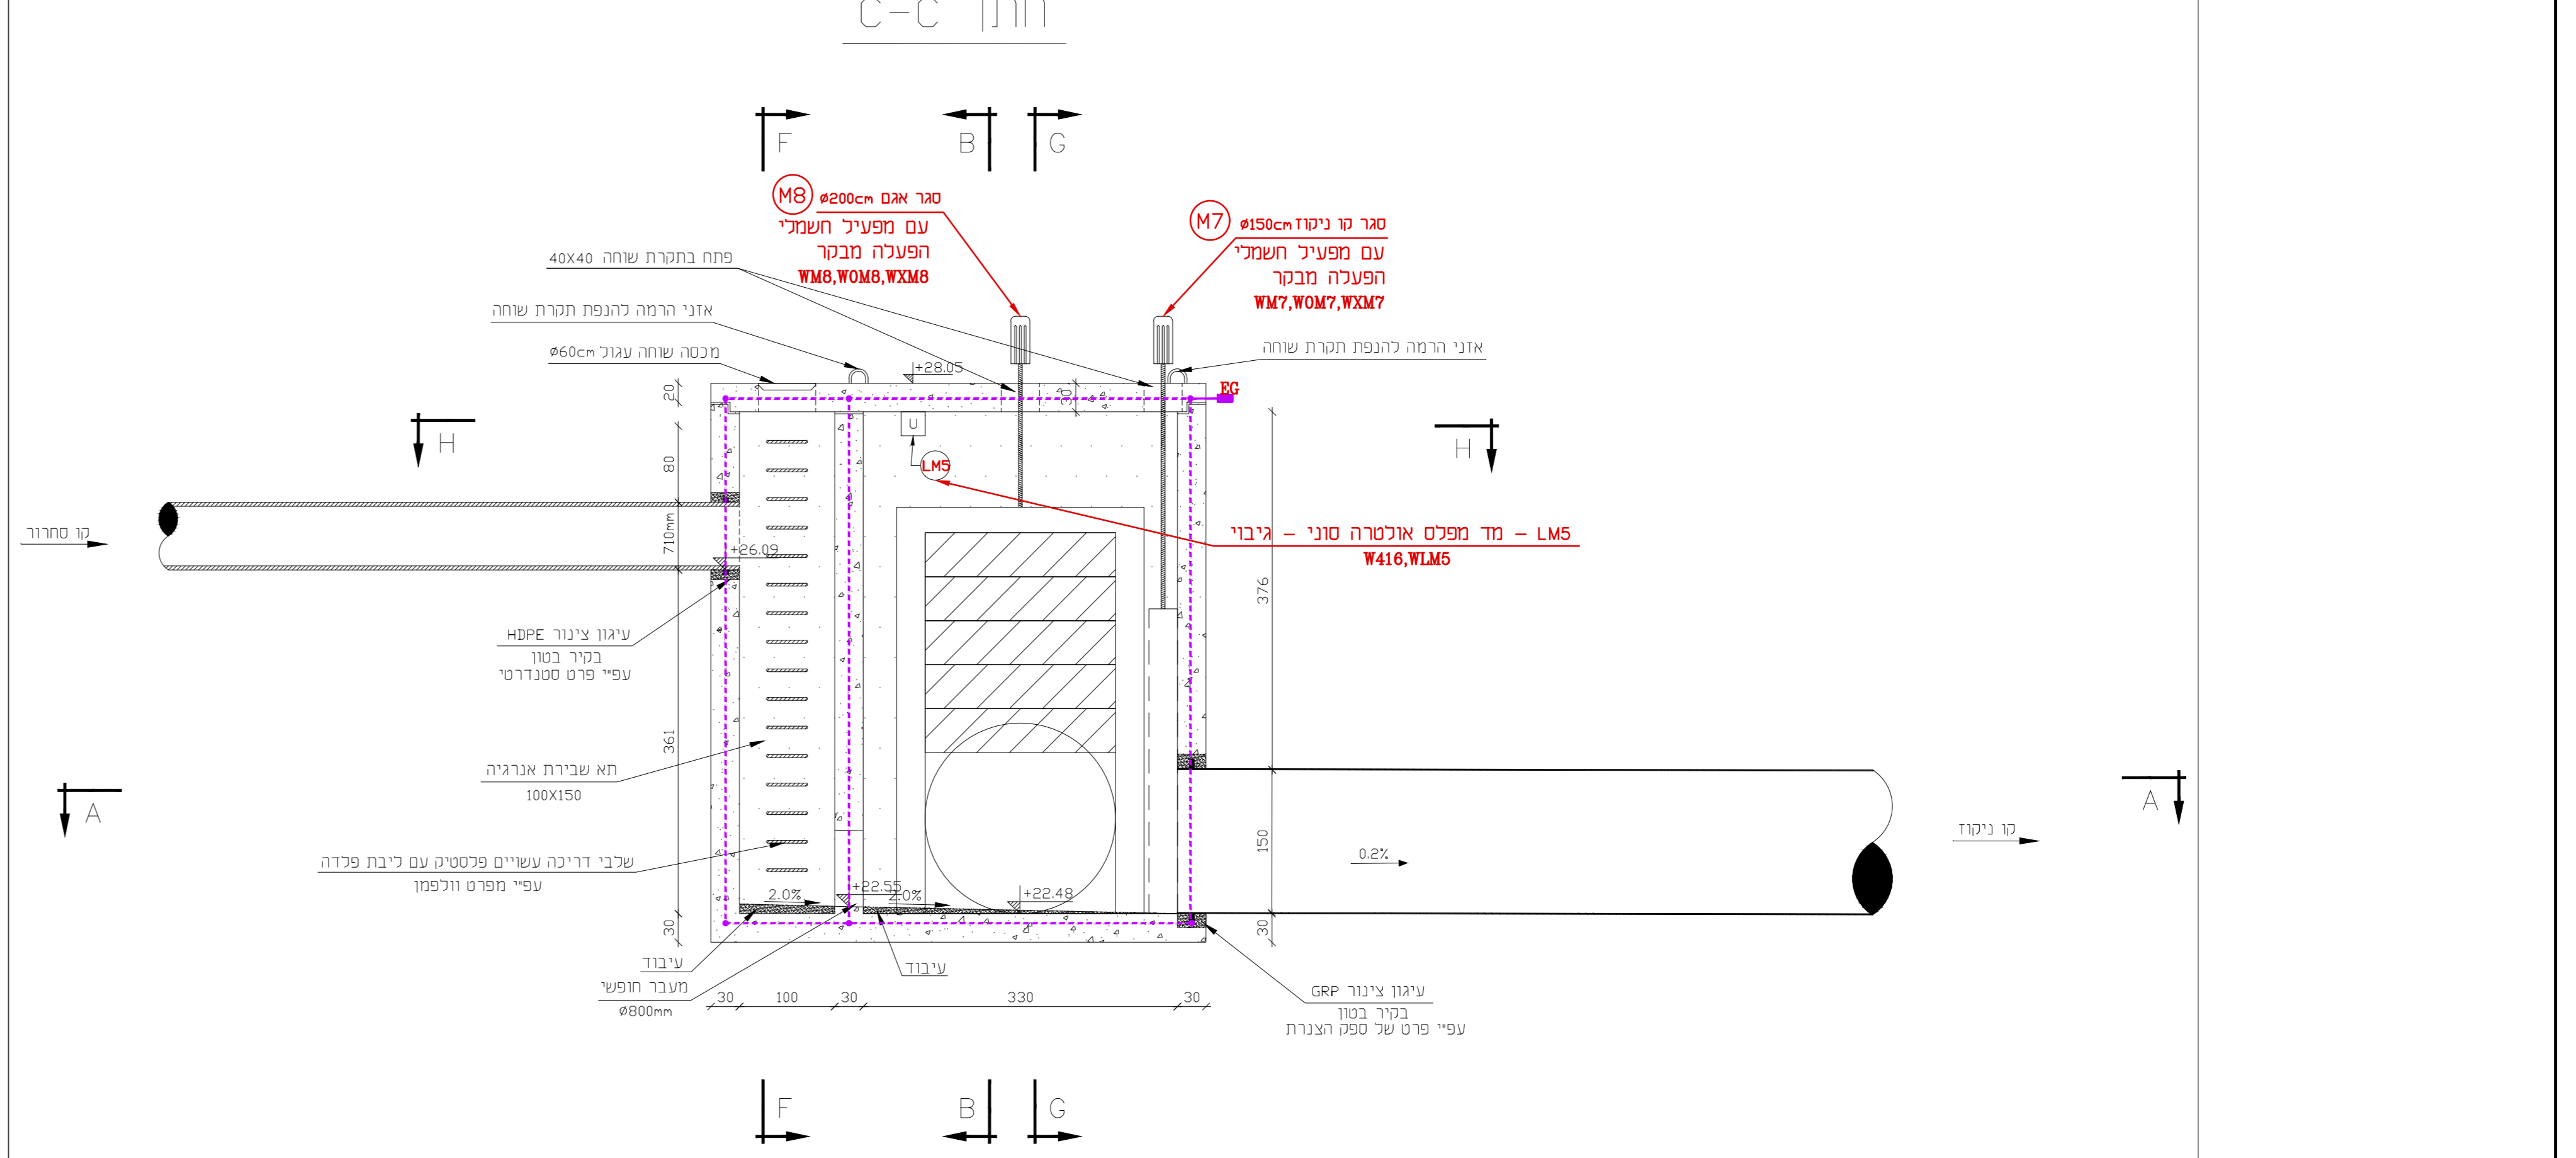 חתך C-C
F
B
G
M8
סגר אגם Ø200cm
עם מפעיל חשמלי
הפעלה מבקר
WM8,WOM8,WXM8
M7
סגר קו ניקוז Ø150cm
עם מפעיל חשמלי
הפעלה מבקר
WM7,WOM7,WXM7
פתח בתקרת שוחה 40X40
אזני הרמה להנפת תקרת שוחה
מכסה שוחה עגול Ø60cm
אזני הרמה להנפת תקרת שוחה
+28.05
EG
20
30
H
H
U
LM5
80
קו סחרור
710mm
+26.09
LM5 – מד מפלס אולטרה סוני – גיבוי
W416,WLM5
376
עיגון צינור HDPE
בקיר בטון
עפ"י פרט סטנדרטי
361
תא שבירת אנרגיה
100X150
A
A
קו ניקוז
150
0.2%
שלבי דריכה עשויים פלסטיק עם ליבת פלדה
עפ"י מפרט וולפמן
2.0%
+22.55
2.0%
+22.48
30
30
עיבוד
עיבוד
מעבר חופשי
Ø800mm
30
100
30
330
30
עיגון צינור GRP
בקיר בטון
עפ"י פרט של ספק הצנרת
F
B
G